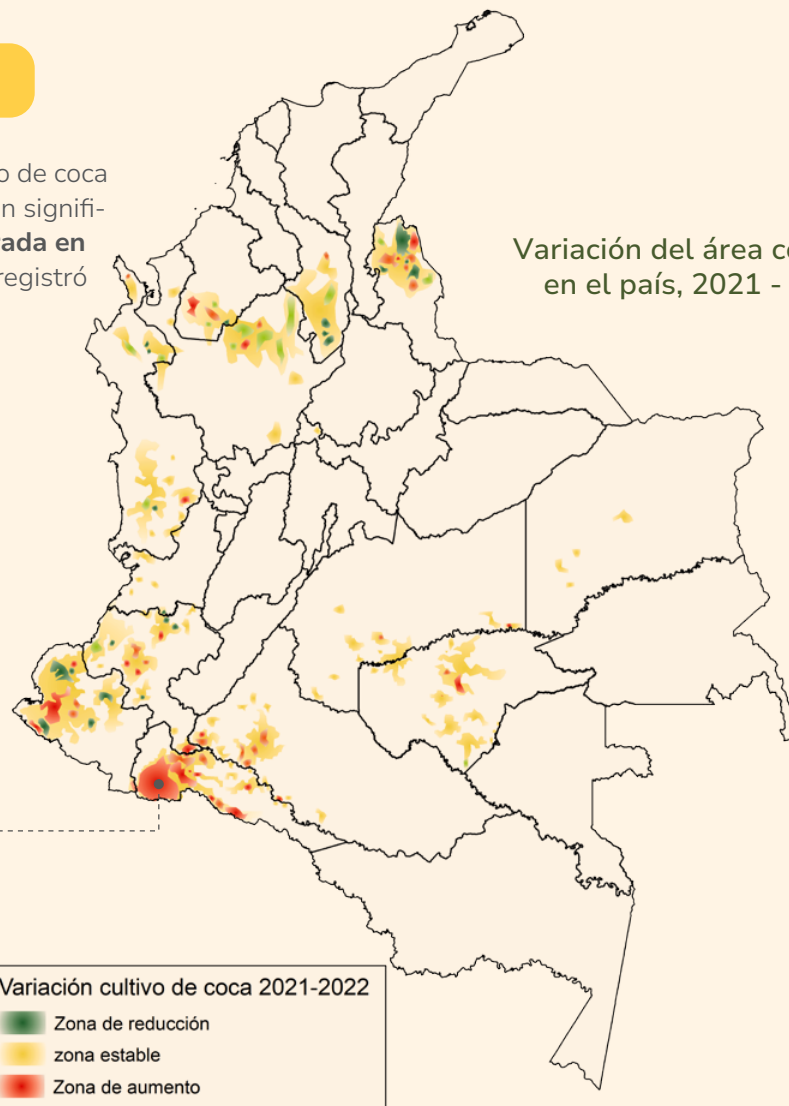 o de coca
n signifi-
ada en
registró
Variación del área co
en el país, 2021 -
Variación cultivo de coca 2021-2022
Zona de reducción
zona estable
Zona de aumento